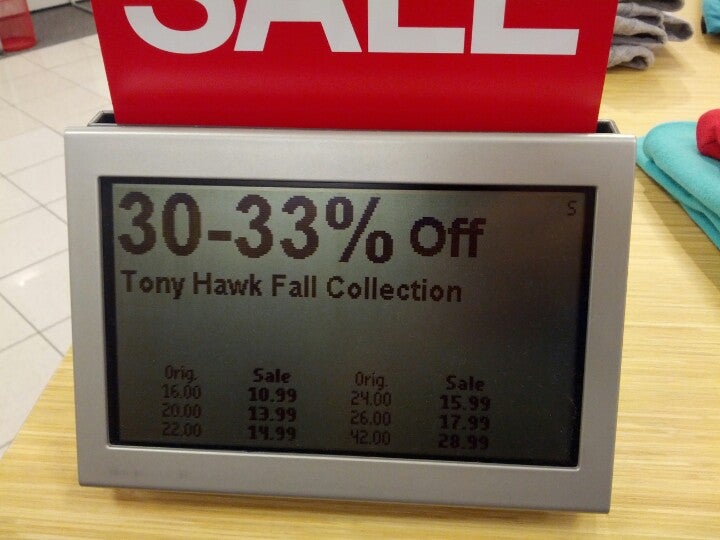 SALE
S
30-33% Off
Tony Hawk Fall Collection
Orig. Sale Orig. Sale
16.00 10.99 24.00 15.99
20.00 13.99 26.00 17.99
22.00 14.99 42.00 28.99